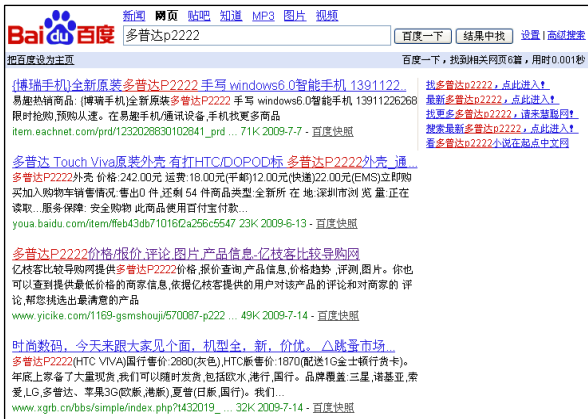 新闻 网页 贴吧 知道 MP3 图片 视频
Bai du 百度
多普达p2222 百度一下 结果中找 设置 | 高级搜索
把百度设为主页 百度一下，找到相关网页6篇，用时0.001秒
{博瑞手机}全新原装多普达P2222 手写 windows6.0智能手机 1391122...
易趣热销商品: {博瑞手机}全新原装多普达P2222 手写 windows6.0智能手机 13911226268
限时抢购,预购从速。在易趣手机/通讯设备,手机找更多商品
item.eachnet.com/prd/1232028830102841_prd ... 71K 2009-7-7 - 百度快照
找多普达p2222，点此进入！
最新多普达p2222，点此进入！
找更多多普达p2222，请来慧聪网！
搜索最新多普达p2222，点此进入！
看多普达p2222小说在起点中文网
多普达 Touch Viva原装外壳 有打HTC/DOPOD标 多普达P2222外壳_通...
多普达P2222外壳 价格:242.00元 运费:18.00元(平邮)12.00元(快递)22.00元(EMS)立即购
买加入购物车销售情况:售出0 件,还剩 54 件商品类型:全新所 在 地:深圳市浏 览 量:正在
读取...服务保障: 安全购物 此商品使用百付宝付款...
youa.baidu.com/item/ffeb43db71016f2a256c5547 23K 2009-6-13 - 百度快照
多普达P2222价格/报价,评论,图片,产品信息-亿枝客比较导购网
亿枝客比较导购网提供多普达P2222价格,报价查询,产品信息,价格趋势 ,评测,图片。你也
可以查到提供最低价格的商家信息,依据亿枝客提供的用户对该产品的评论和对商家的 评
论,帮您挑选出最满意的产品
www.yicike.com/1169-gsmshouji/570087-p222 ... 49K 2009-7-14 - 百度快照
时尚数码，今天来跟大家见个面，机型全，新，价优。 △跳蚤市场...
多普达P2222(HTC VIVA)国行售价:2880(灰色),HTC版售价:1870(配送1G金士顿行货卡)。
年底上家备了大量现货,我们可以随时发货,包括欧水,港行,国行。品牌覆盖:三星,诺基亚,索
爱,LG,多普达、苹果3G(欧版,港版),夏普(日版,国行)。我们...
www.xgrb.cn/bbs/simple/index.php?t432019_ ... 32K 2009-7-14 - 百度快照